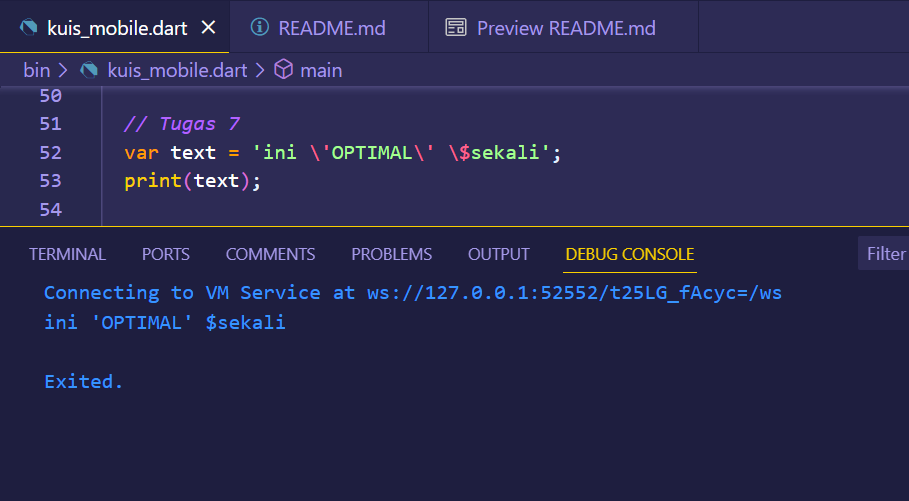 kuis_mobile.dart README.md Preview README.md
bin > kuis_mobile.dart > main
50
51 // Tugas 7
52 var text = 'ini \'OPTIMAL\' \$sekali';
53 print(text);
54
TERMINAL PORTS COMMENTS PROBLEMS OUTPUT DEBUG CONSOLE Filter
Connecting to VM Service at ws://127.0.0.1:52552/t25LG_fAcyc=/ws
ini 'OPTIMAL' $sekali
Exited.